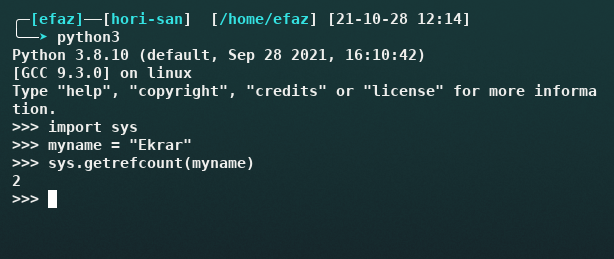 ╭─[efaz]──[hori-san]  [/home/efaz] [21-10-28 12:14]
╰──➤ python3
Python 3.8.10 (default, Sep 28 2021, 16:10:42)
[GCC 9.3.0] on linux
Type "help", "copyright", "credits" or "license" for more informa
tion.
>>> import sys
>>> myname = "Ekrar"
>>> sys.getrefcount(myname)
2
>>>